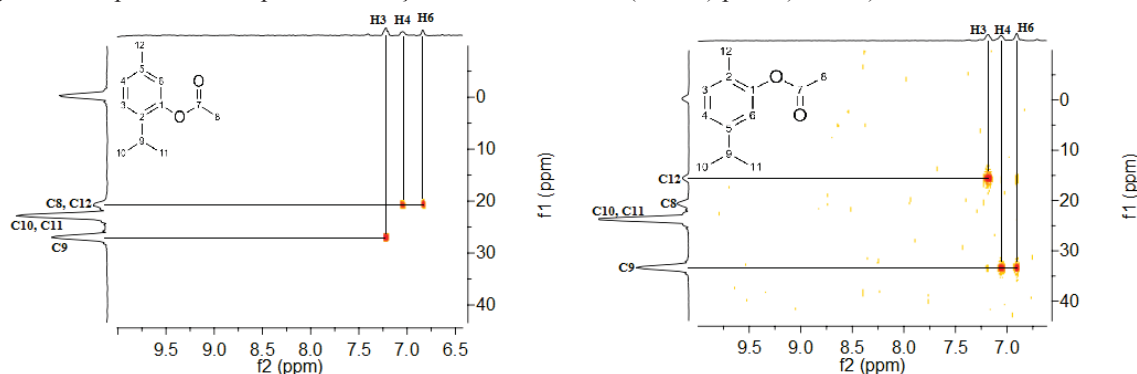 H3 H4 H6
12
4 5 6 O
3 1 7
2 O 8
9
10 11
0
10
C8, C12 20
C10, C11
C9 30
40
f1 (ppm)
9.5 9.0 8.5 8.0 7.5 7.0 6.5
f2 (ppm)
H3 H4 H6
12
2 O 8
3 1 7
4 6 O
5
9
10 11
0
10
C12
C8 20
C10, C11
30
C9
40
f1 (ppm)
9.5 9.0 8.5 8.0 7.5 7.0
f2 (ppm)